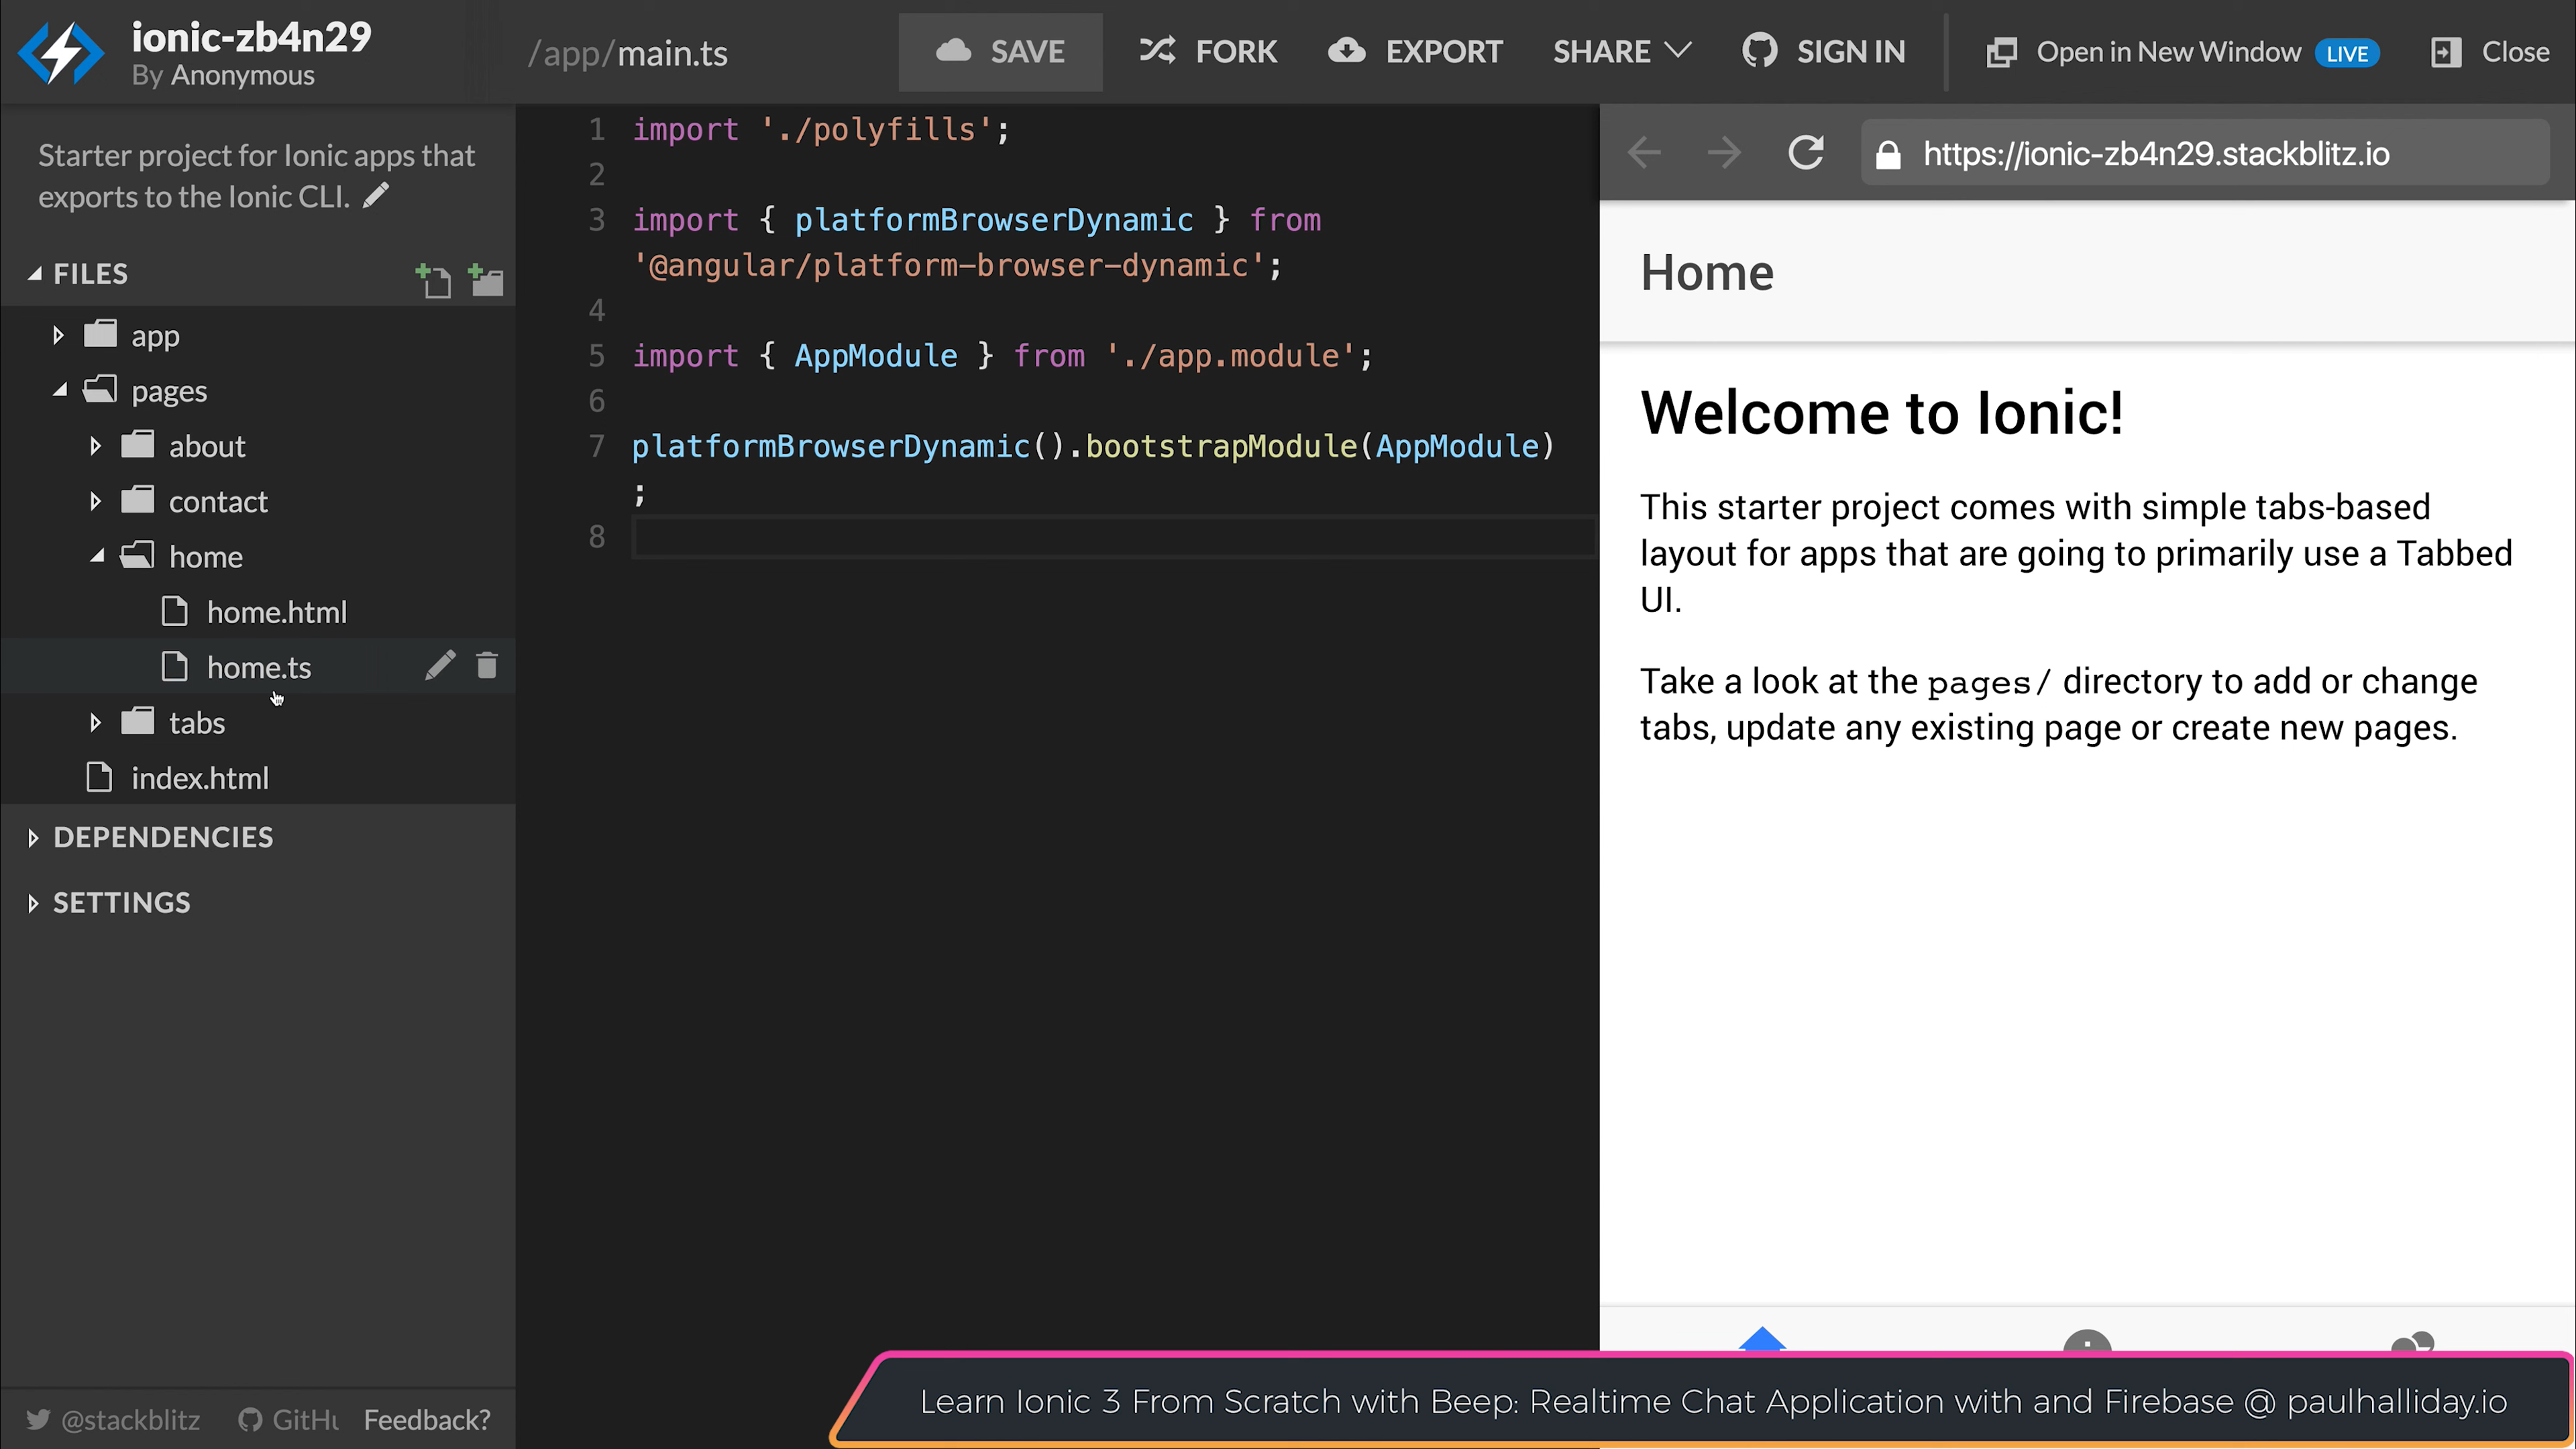 ionic-zb4n29
By Anonymous
/app/main.ts
SAVE
FORK
EXPORT
SHARE
SIGN IN
Open in New Window LIVE
Close
Starter project for Ionic apps that
exports to the Ionic CLI.
FILES
app
pages
about
contact
home
home.html
home.ts
tabs
index.html
DEPENDENCIES
SETTINGS
@stackblitz
GitHu
Feedback?
1 import './polyfills';
2
3 import { platformBrowserDynamic } from
'@angular/platform-browser-dynamic';
4
5 import { AppModule } from './app.module';
6
7 platformBrowserDynamic().bootstrapModule(AppModule)
;
8
https://ionic-zb4n29.stackblitz.io
Home
Welcome to Ionic!
This starter project comes with simple tabs-based
layout for apps that are going to primarily use a Tabbed
UI.
Take a look at the pages/ directory to add or change
tabs, update any existing page or create new pages.
Learn Ionic 3 From Scratch with Beep: Realtime Chat Application with and Firebase @ paulhalliday.io